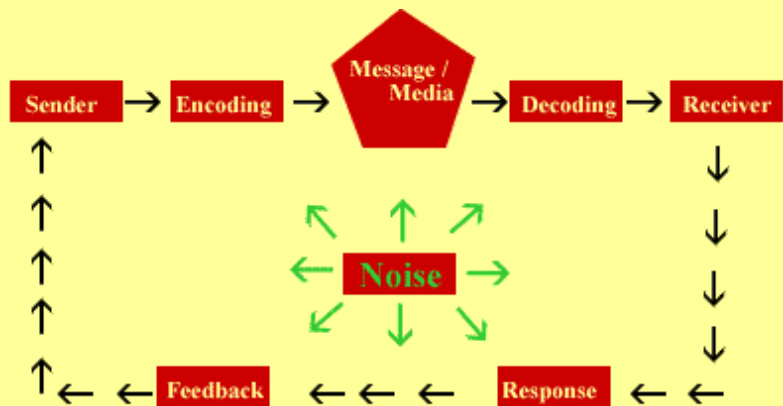 Message /
Media
Sender
Encoding
Decoding
Receiver
Noise
Feedback
Response